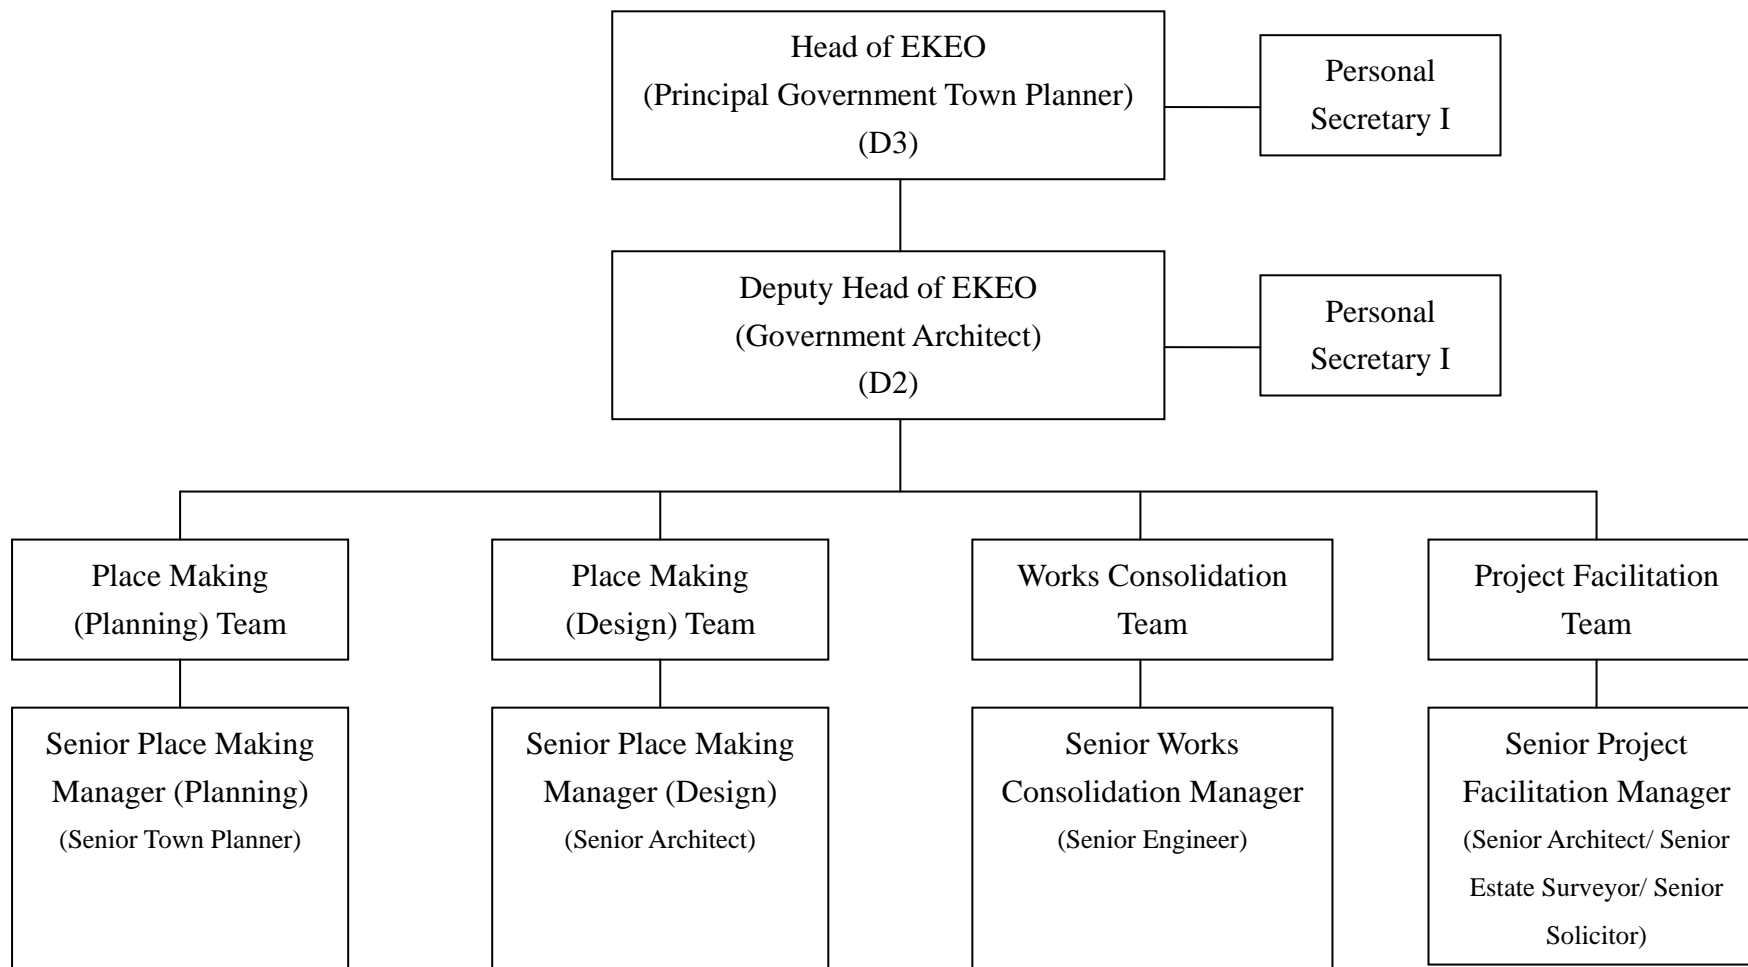 Head of EKEO
(Principal Government Town Planner)
(D3)
Personal
Secretary I
Deputy Head of EKEO
(Government Architect)
(D2)
Personal
Secretary I
Place Making
(Planning) Team
Place Making
(Design) Team
Works Consolidation
Team
Project Facilitation
Team
Senior Place Making
Manager (Planning)
(Senior Town Planner)
Senior Place Making
Manager (Design)
(Senior Architect)
Senior Works
Consolidation Manager
(Senior Engineer)
Senior Project
Facilitation Manager
(Senior Architect/ Senior
Estate Surveyor/ Senior
Solicitor)